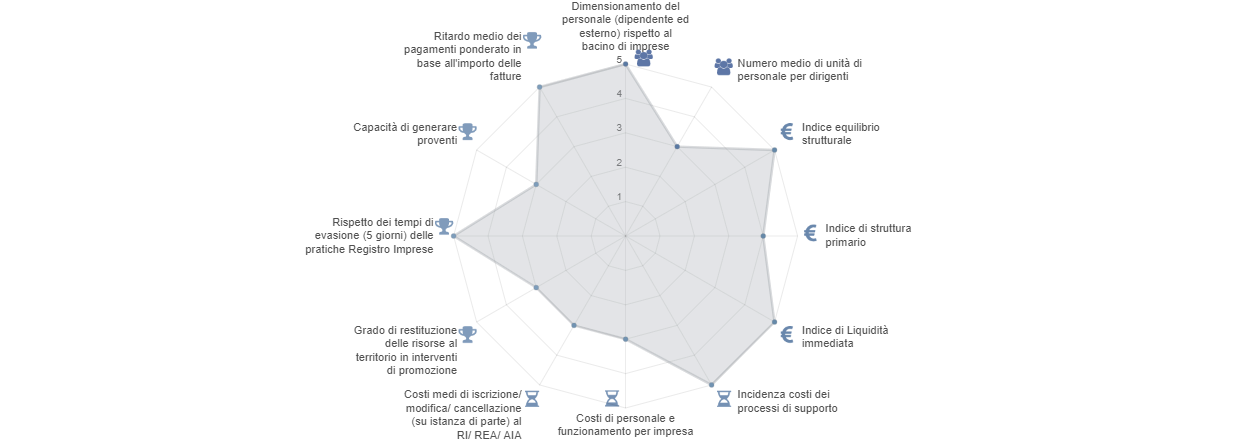 Dimensionamento del
personale (dipendente ed
esterno) rispetto al
bacino di imprese
Numero medio di unità di
personale per dirigenti
Indice equilibrio
strutturale
Indice di struttura
primario
Indice di Liquidità
immediata
Incidenza costi dei
processi di supporto
Costi di personale e
funzionamento per impresa
Costi medi di iscrizione/
modifica/ cancellazione
(su istanza di parte) al
RI/ REA/ AIA
Grado di restituzione
delle risorse al
territorio in interventi
di promozione
Rispetto dei tempi di
evasione (5 giorni) delle
pratiche Registro Imprese
Capacità di generare
proventi
Ritardo medio dei
pagamenti ponderato in
base all'importo delle
fatture
5
4
3
2
1